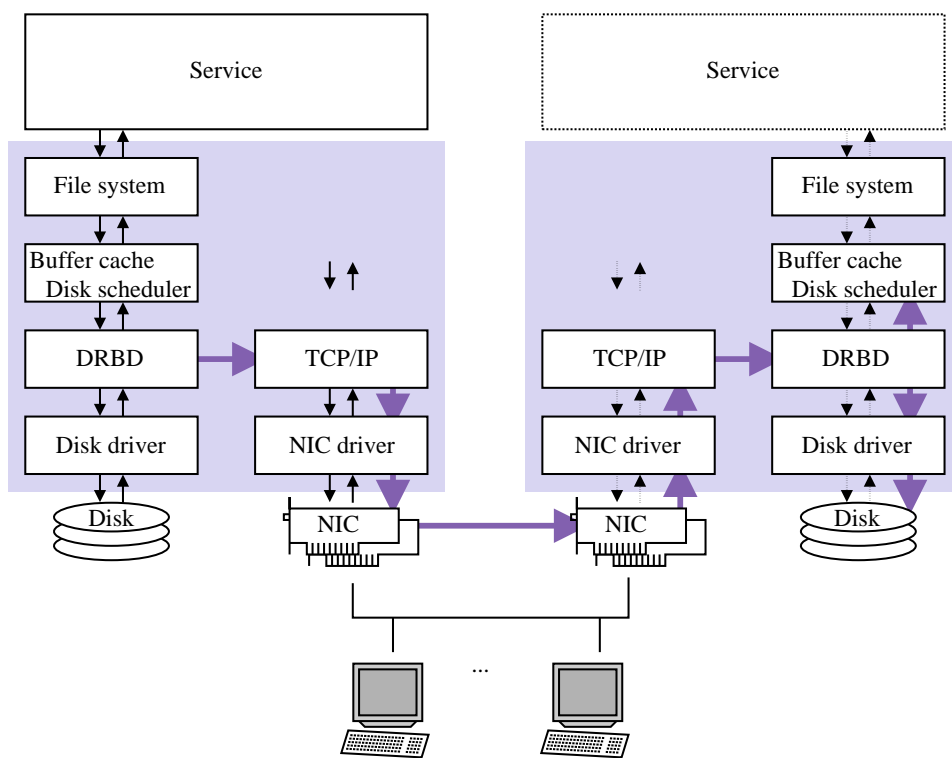 Service
File system
Buffer cache
Disk scheduler
DRBD
TCP/IP
Disk driver
NIC driver
Disk
NIC
Service
File system
Buffer cache
Disk scheduler
TCP/IP
DRBD
NIC driver
Disk driver
NIC
Disk
...